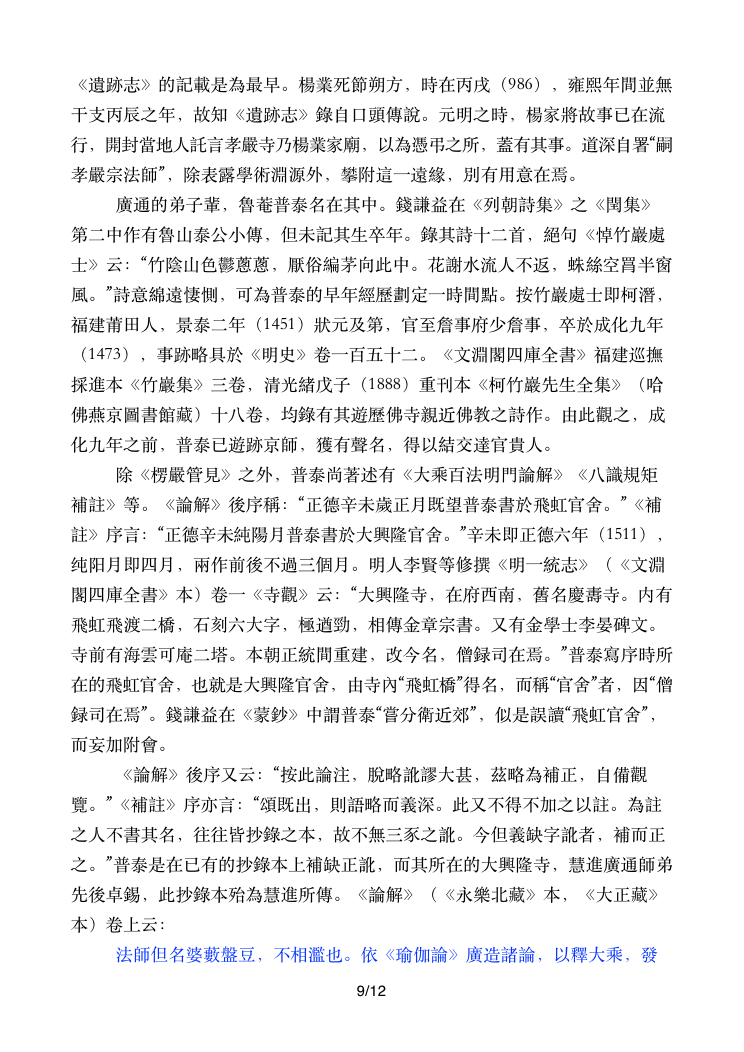 《遺跡志》的記載是為最早。楊業死節朔方，時在丙戌（986），雍熙年間並無
干支丙辰之年，故知《遺跡志》錄自口頭傳說。元明之時，楊家將故事已在流
行，開封當地人託言孝嚴寺乃楊業家廟，以為憑弔之所，蓋有其事。道深自署“嗣
孝嚴宗法師”，除表露學術淵源外，攀附這一遠緣，別有用意在焉。
廣通的弟子輩，魯菴普泰名在其中。錢謙益在《列朝詩集》之《閏集》
第二中作有魯山泰公小傳，但未記其生卒年。錄其詩十二首，絕句《悼竹巖處
士》云：“竹陰山色鬱蔥蔥，厭俗編茅向此中。花謝水流人不返，蛛絲空罥半窗
風。”詩意綿遠悽惻，可為普泰的早年經歷劃定一時間點。按竹巖處士即柯潛，
福建莆田人，景泰二年（1451）狀元及第，官至詹事府少詹事，卒於成化九年
（1473），事跡略具於《明史》卷一百五十二。《文淵閣四庫全書》福建巡撫
採進本《竹巖集》三卷，清光緒戊子（1888）重刊本《柯竹巖先生全集》（哈
佛燕京圖書館藏）十八卷，均錄有其遊歷佛寺親近佛教之詩作。由此觀之，成
化九年之前，普泰已遊跡京師，獲有聲名，得以結交達官貴人。
除《楞嚴管見》之外，普泰尚著述有《大乘百法明門論解》《八識規矩
補註》等。《論解》後序稱：“正德辛未歲正月既望普泰書於飛虹官舍。”《補
註》序言：“正德辛未純陽月普泰書於大興隆官舍。”辛未即正德六年（1511），
純阳月即四月，兩作前後不過三個月。明人李賢等修撰《明一統志》（《文淵
閣四庫全書》本）卷一《寺觀》云：“大興隆寺，在府西南，舊名慶壽寺。內有
飛虹飛渡二橋，石刻六大字，極遒勁，相傳金章宗書。又有金學士李晏碑文。
寺前有海雲可庵二塔。本朝正統間重建，改今名，僧録司在焉。”普泰寫序時所
在的飛虹官舍，也就是大興隆官舍，由寺內“飛虹橋”得名，而稱“官舍”者，因“僧
録司在焉”。錢謙益在《蒙鈔》中謂普泰“嘗分衛近郊”，似是誤讀“飛虹官舍”，
而妄加附會。
《論解》後序又云：“按此論注，脫略訛謬大甚，茲略為補正，自備觀
覽。”《補註》序亦言：“頌既出，則語略而義深。此又不得不加之以註。為註
之人不書其名，往往皆抄錄之本，故不無三豕之訛。今但義缺字訛者，補而正
之。”普泰是在已有的抄錄本上補缺正訛，而其所在的大興隆寺，慧進廣通師弟
先後卓錫，此抄錄本殆為慧進所傳。《論解》（《永樂北藏》本，《大正藏》
本）卷上云：
法師但名婆藪盤豆，不相濫也。依《瑜伽論》廣造諸論，以釋大乘，發
9/12